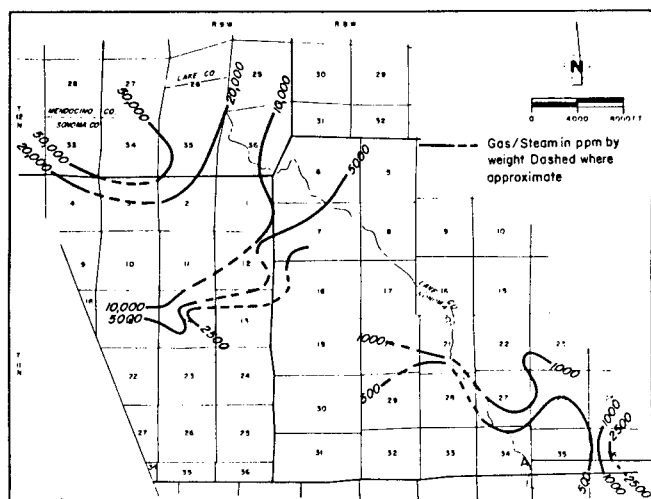 R 9 W R 8 W
N
0 4000 8000 FT
Gas/Steam in ppm by
weight Dashed where
approximate
28 27 26 25 30 29
LAKE CO.
MENDOCINO CO.
SONOMA CO.
50,000 20,000 10,000
T
12
N
33 34 35 36 31 32
50,000
20,000
5000
4 3 2 1 6 5
9 10 11 12 7 8
10,000
5000
2500
13 18 17 16 15
LAKE CO.
SONOMA CO.
T
11
N
19 21 22 23
1000 1000
500
22 23 24
30 29 28 27
27 26 25 31 32 33 34 35
A
34 35 36
1000
2500
500 1000 2500